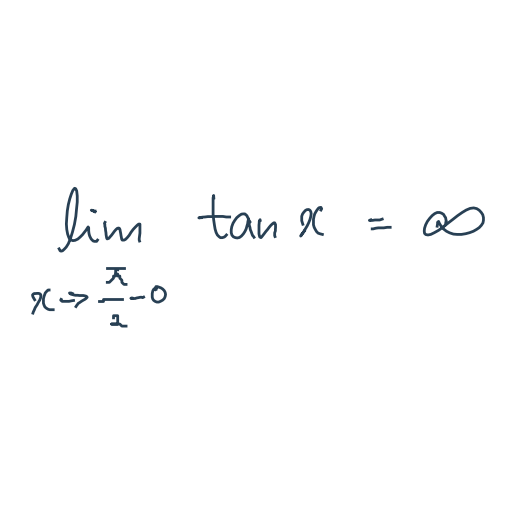 lim tan x = ∞
x → π/2 - 0